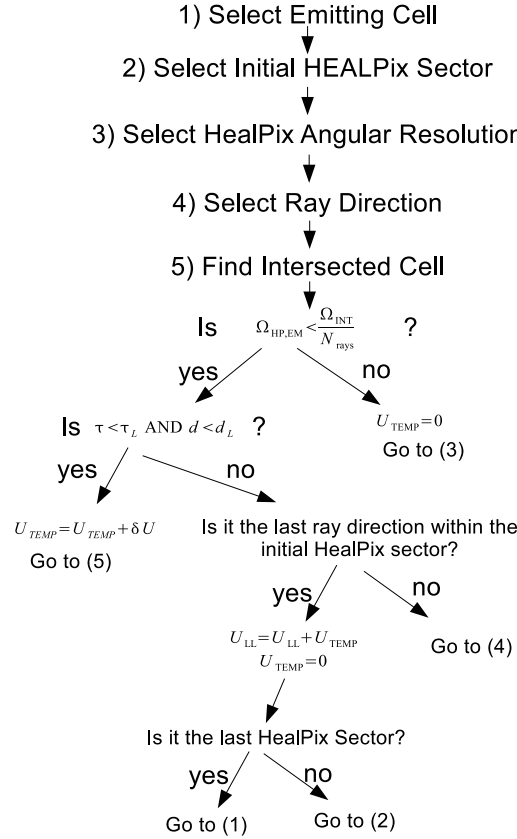 1) Select Emitting Cell
2) Select Initial HEALPix Sector
3) Select HealPix Angular Resolution
4) Select Ray Direction
5) Find Intersected Cell
Is Ω_HP,EM < Ω_INT / N_rays ?
yes
no
U_TEMP = 0
Go to (3)
Is τ < τ_L AND d < d_L ?
yes
no
U_TEMP = U_TEMP + δ U
Go to (5)
Is it the last ray direction within the
initial HealPix sector?
yes
no
U_LL = U_LL + U_TEMP
U_TEMP = 0
Go to (4)
Is it the last HealPix Sector?
yes
no
Go to (1)
Go to (2)